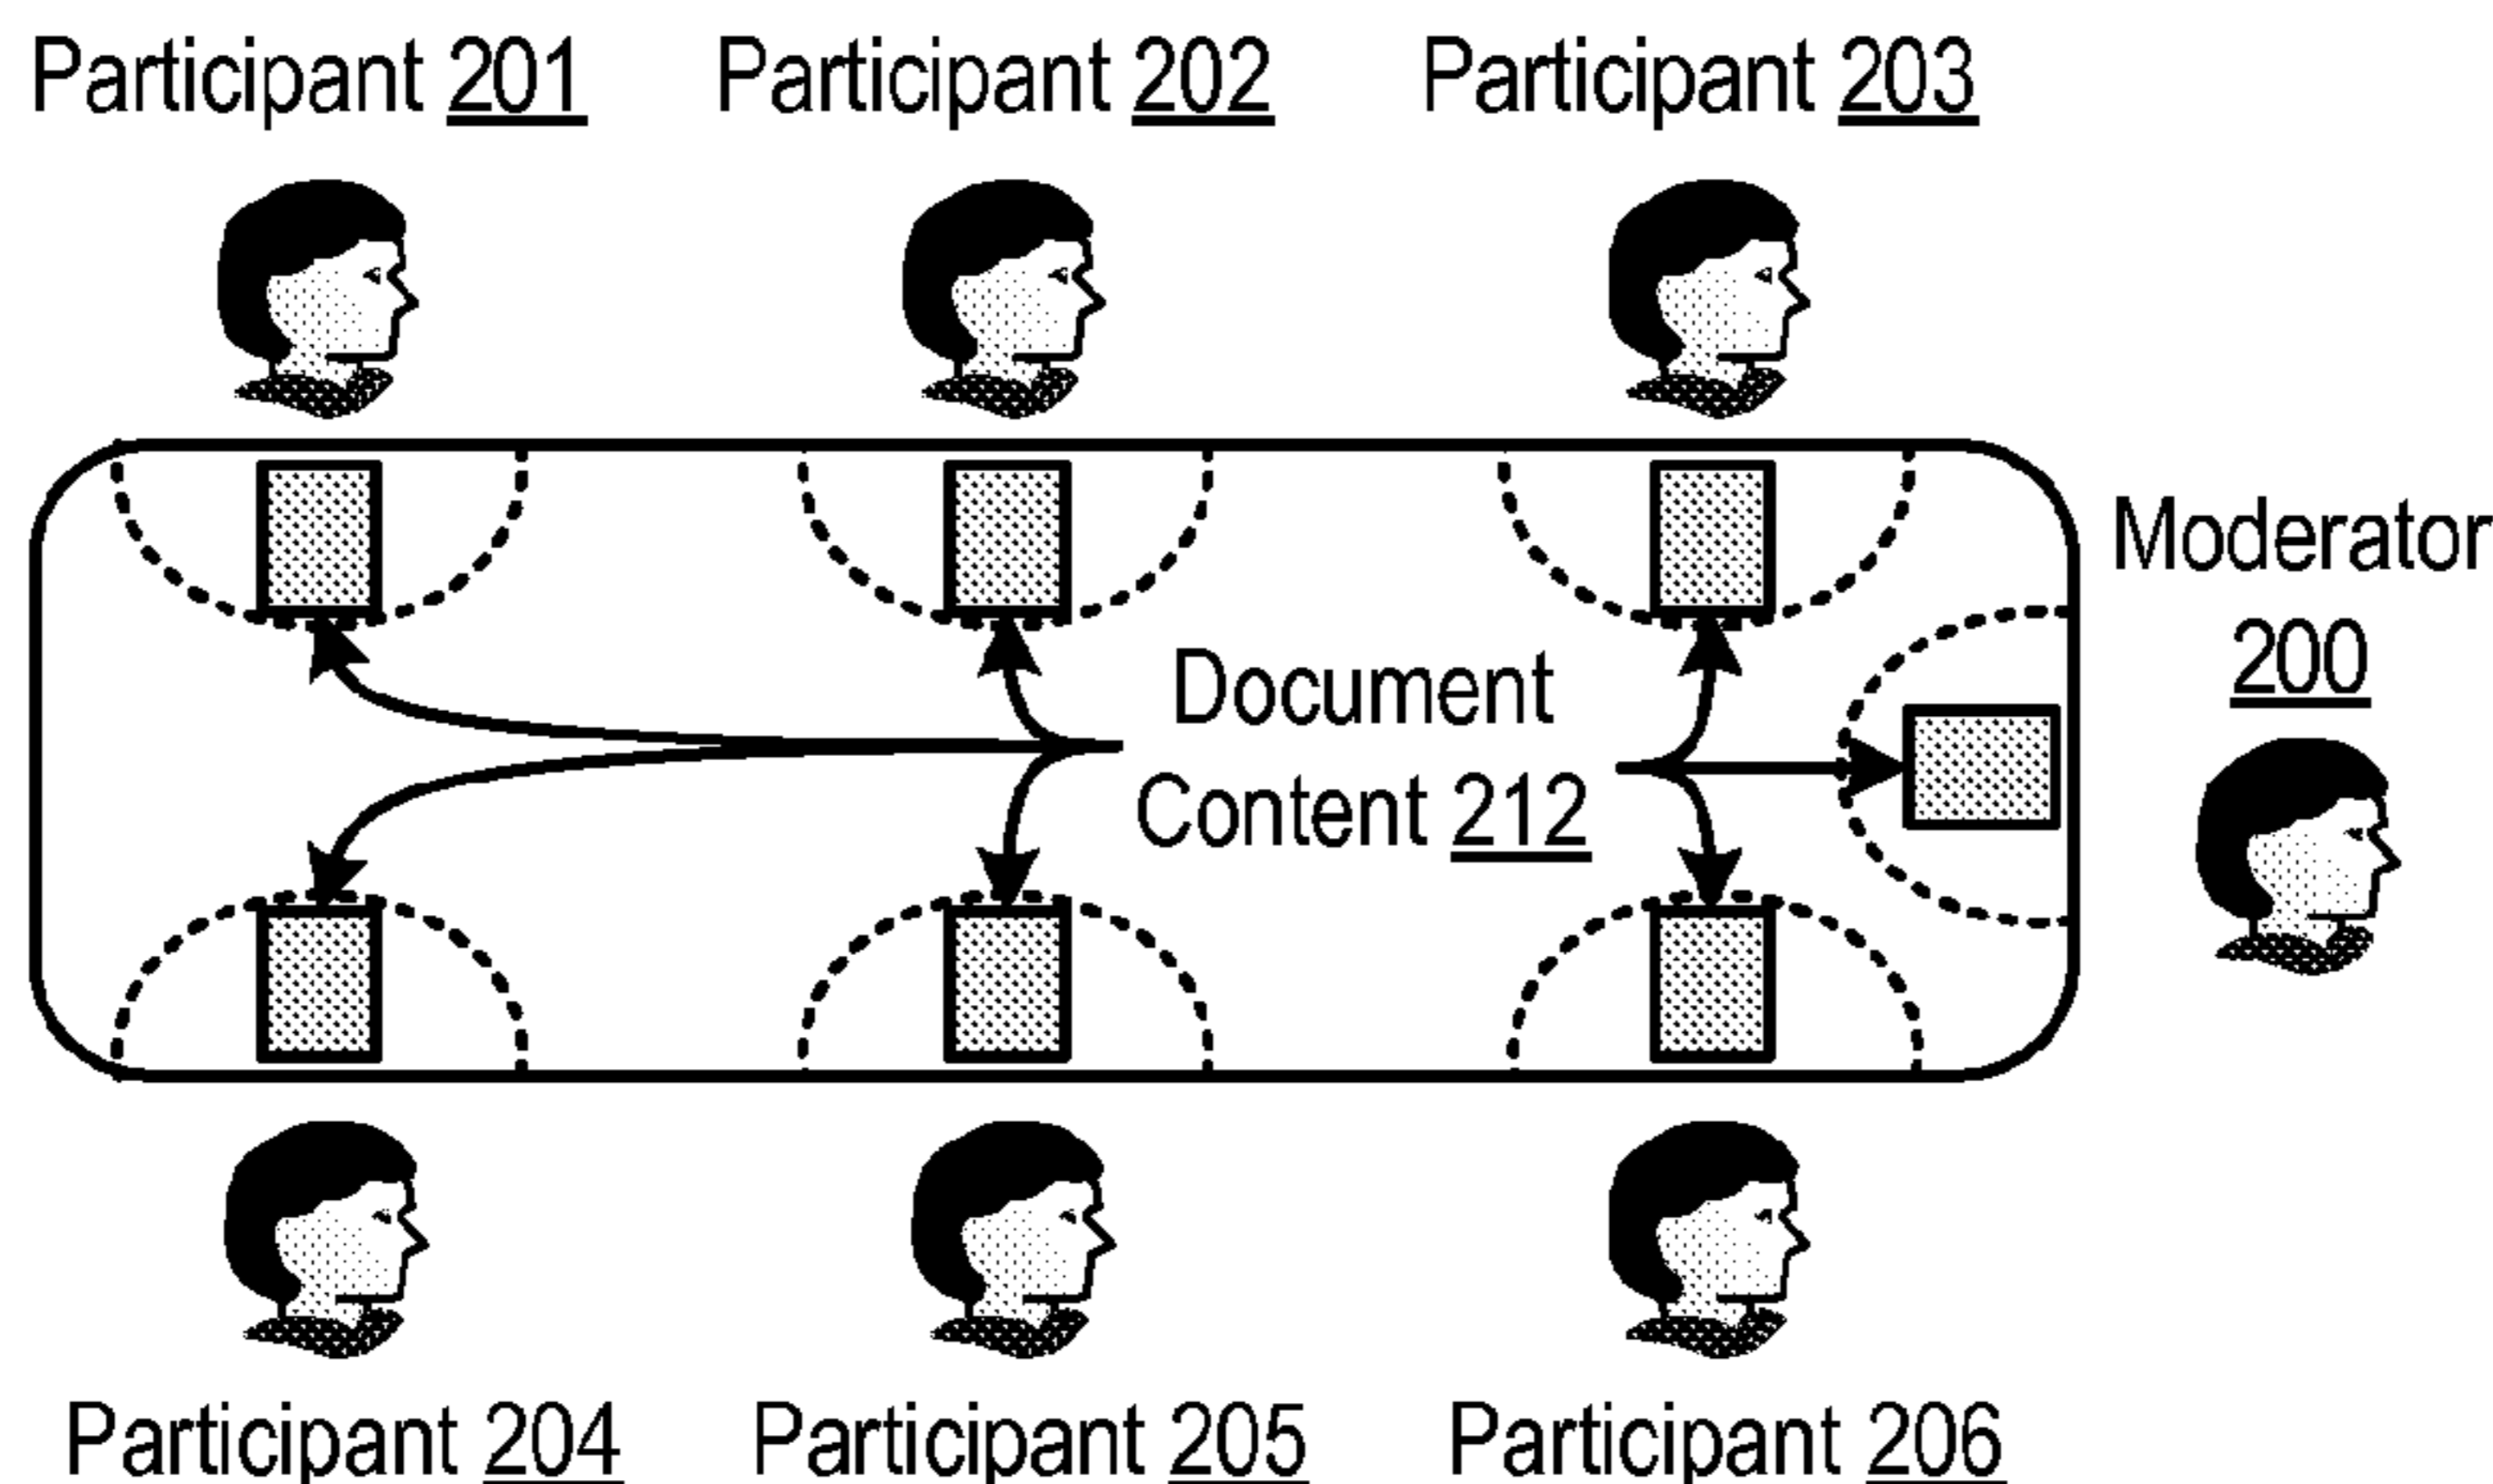 Participant 201
Participant 202
Participant 203
Moderator
200
Document
Content 212
Participant 204
Participant 205
Participant 206